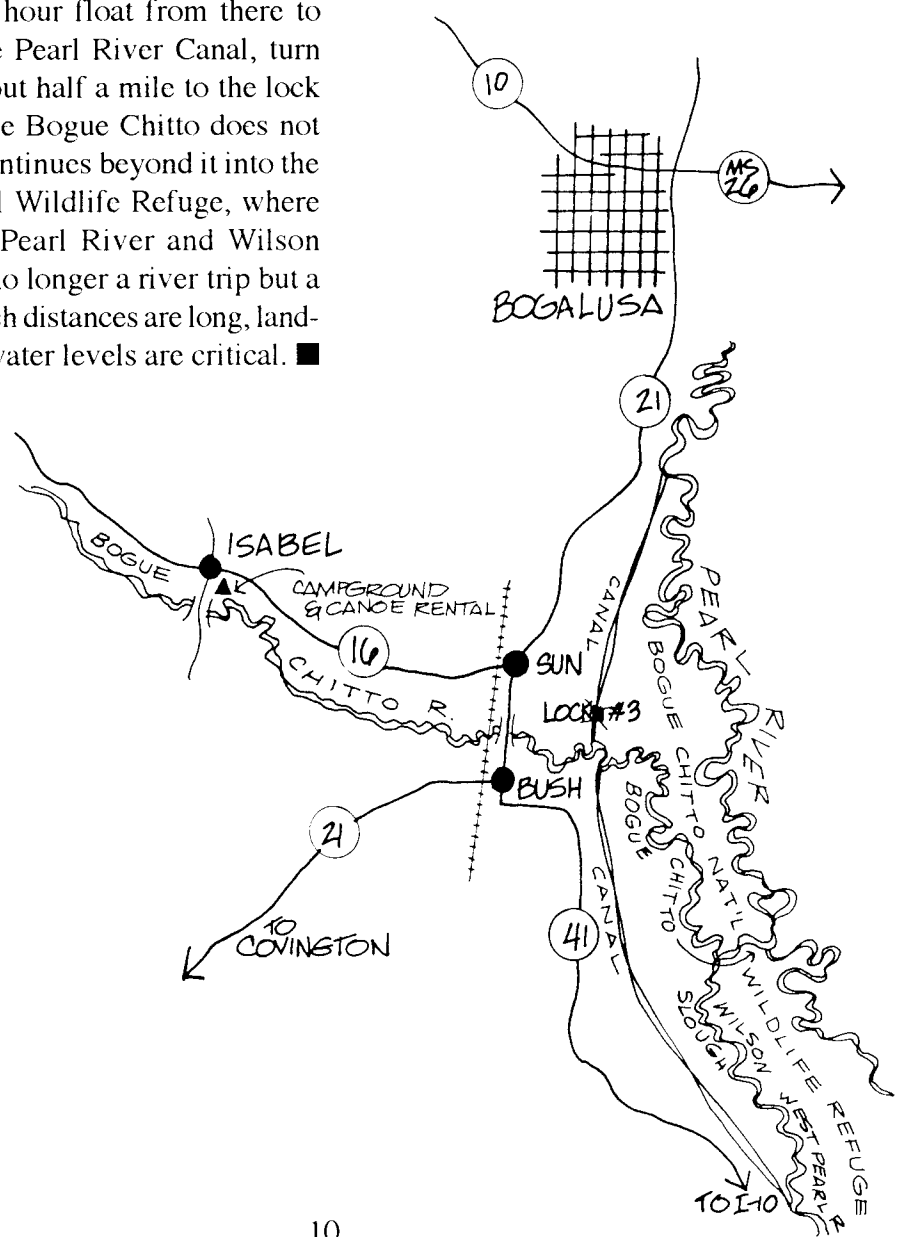 hour float from there to
Pearl River Canal, turn
out half a mile to the lock
e Bogue Chitto does not
ntinues beyond it into the
l Wildlife Refuge, where
Pearl River and Wilson
o longer a river trip but a
h distances are long, land-
vater levels are critical. ■
10
MS
26
BOGALUSA
21
BOGUE
ISABEL
CAMPGROUND
& CANOE RENTAL
16
CHITTO R.
SUN
CANAL
LOCK #3
PEARL
RIVER
BOGUE CHITTO NAT'L
WILDLIFE REFUGE
BUSH
BOGUE
CHITTO
21
TO
COVINGTON
41
CANAL
WILSON
SLOUGH
WEST PEARL R
TO I-10
10